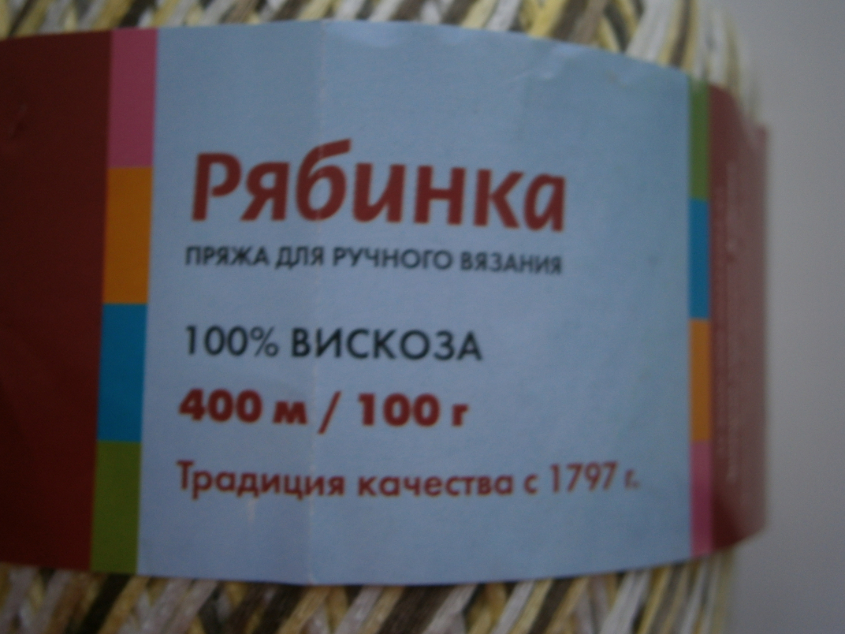 Рябинка
ПРЯЖА ДЛЯ РУЧНОГО ВЯЗАНИЯ
100% ВИСКОЗА
400 м / 100 г
Традиция качества с 1797 г.